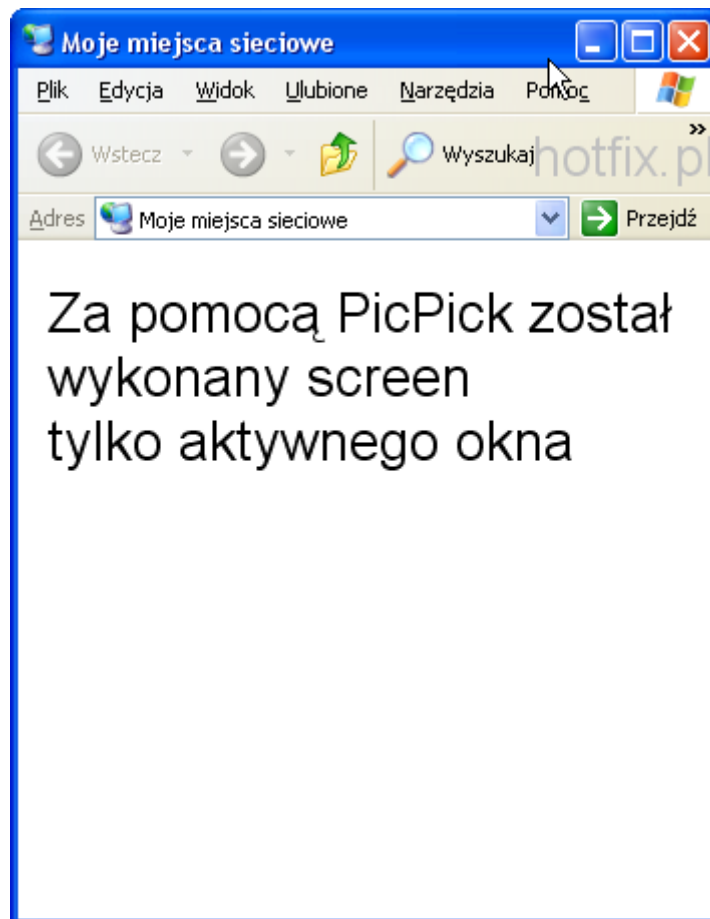 Moje miejsca sieciowe
Plik Edycja Widok Ulubione Narzędzia Pomoc
Wstecz Wyszukaj hotfix.pl »
Adres Moje miejsca sieciowe Przejdź
Za pomocą PicPick został
wykonany screen
tylko aktywnego okna